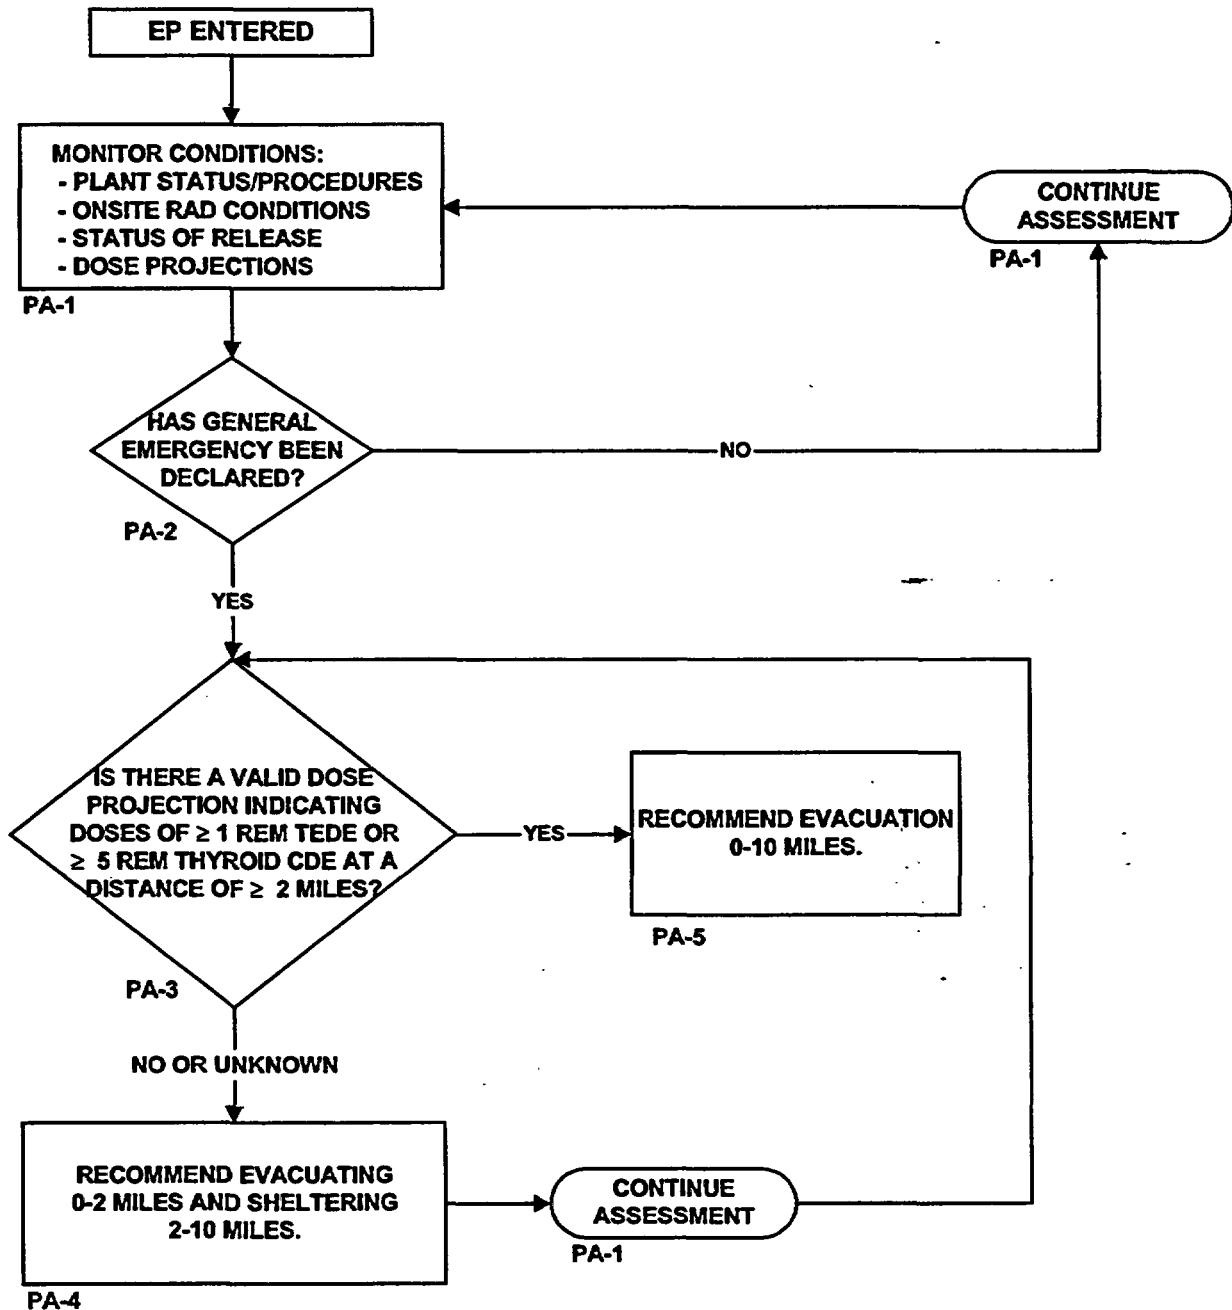 EP ENTERED
MONITOR CONDITIONS:
- PLANT STATUS/PROCEDURES
- ONSITE RAD CONDITIONS
- STATUS OF RELEASE
- DOSE PROJECTIONS
PA-1
CONTINUE
ASSESSMENT
PA-1
HAS GENERAL
EMERGENCY BEEN
DECLARED?
PA-2
NO
YES
IS THERE A VALID DOSE
PROJECTION INDICATING
DOSES OF ≥ 1 REM TEDE OR
≥ 5 REM THYROID CDE AT A
DISTANCE OF ≥ 2 MILES?
PA-3
YES
RECOMMEND EVACUATION
0-10 MILES.
PA-5
NO OR UNKNOWN
RECOMMEND EVACUATING
0-2 MILES AND SHELTERING
2-10 MILES.
PA-4
CONTINUE
ASSESSMENT
PA-1